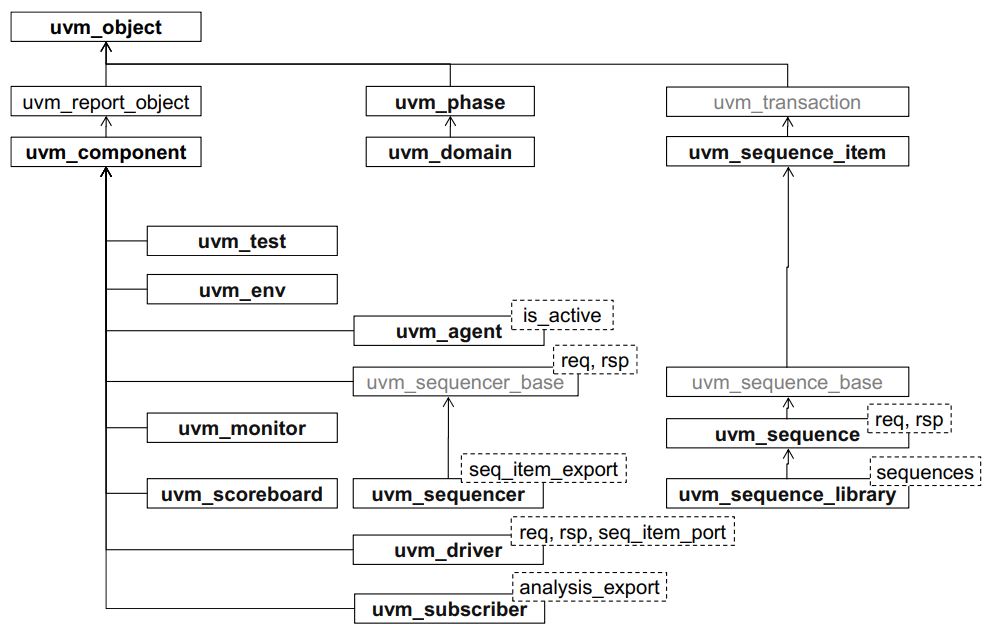 uvm_object
uvm_report_object
uvm_phase
uvm_transaction
uvm_component
uvm_domain
uvm_sequence_item
uvm_test
uvm_env
is_active
uvm_agent
req, rsp
uvm_sequencer_base
uvm_sequence_base
req, rsp
uvm_monitor
uvm_sequence
seq_item_export
sequences
uvm_scoreboard
uvm_sequencer
uvm_sequence_library
req, rsp, seq_item_port
uvm_driver
analysis_export
uvm_subscriber